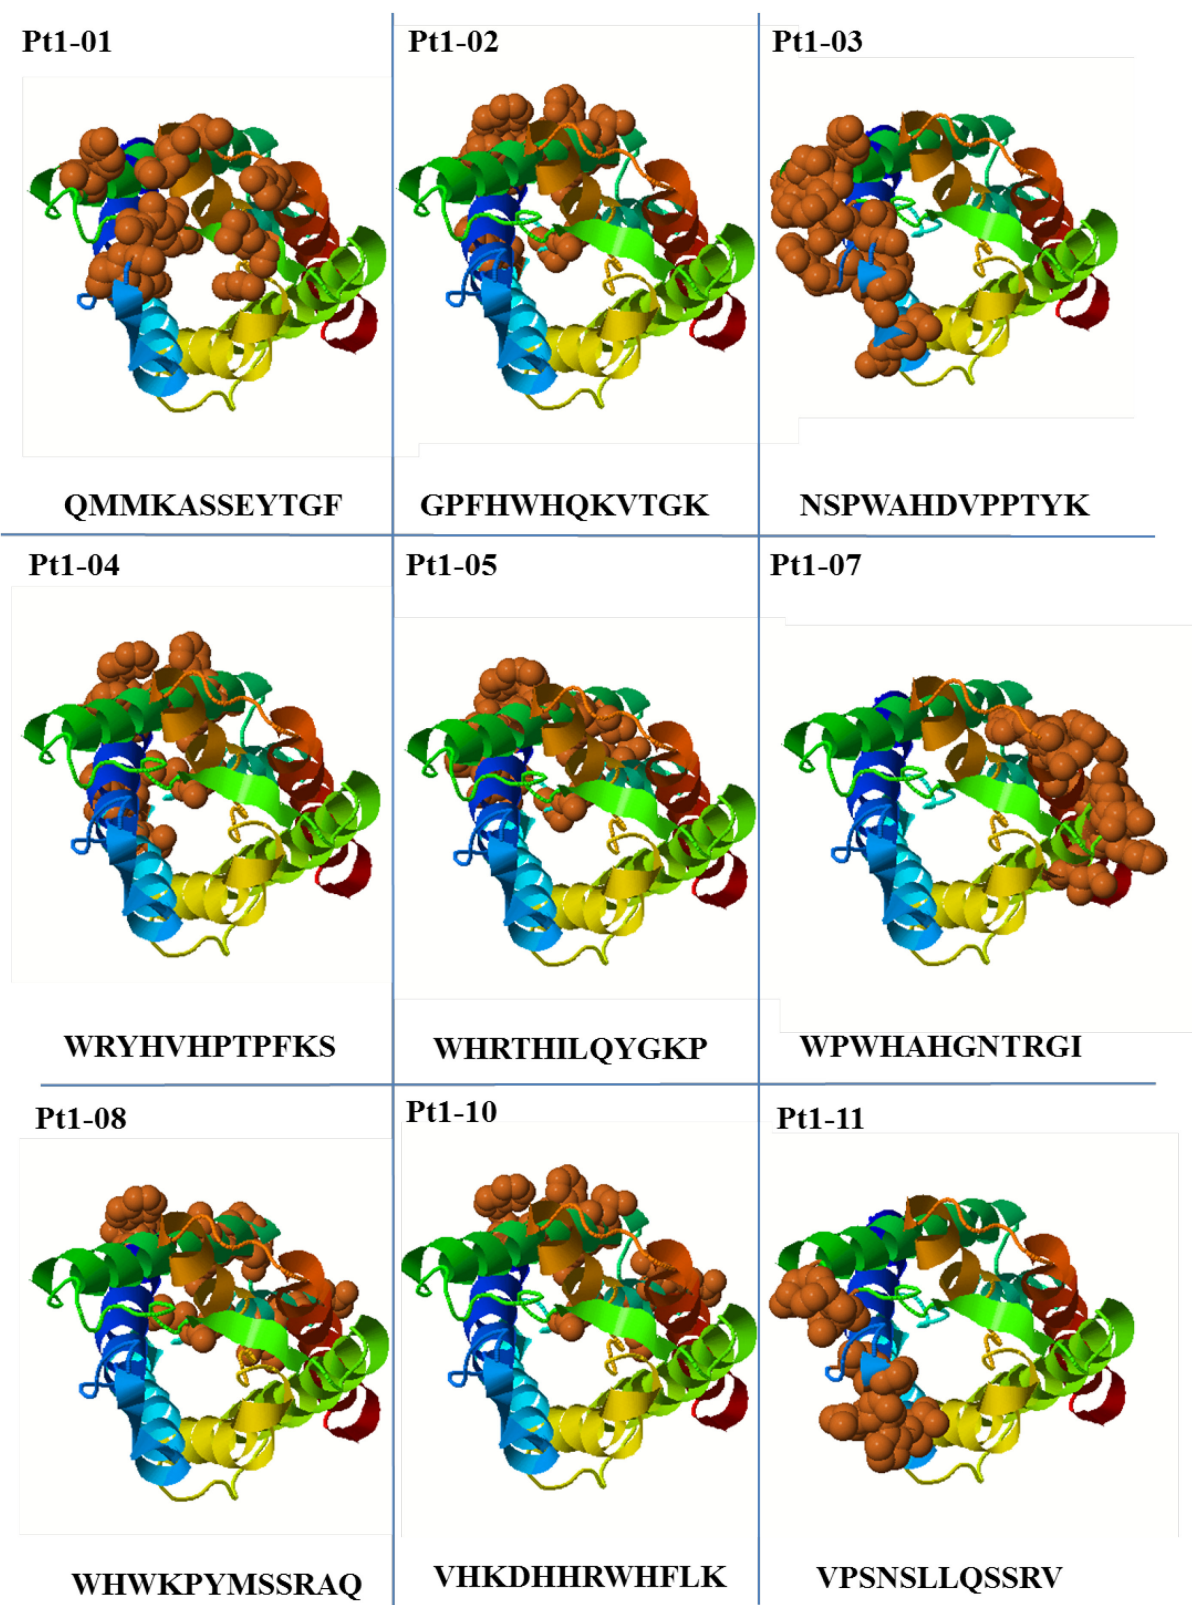 Pt1-01
Pt1-02
Pt1-03
QMMKASSEYTGF
GPFHWHQKVTGK
NSPWAHDVPPTYK
Pt1-04
Pt1-05
Pt1-07
WRYHVHPTPFKS
WHRTHILQYGKP
WPWHAHGNTRGI
Pt1-08
Pt1-10
Pt1-11
WHWKPYMSSRAQ
VHKDHHRWHFLK
VPSNSLLQSSRV